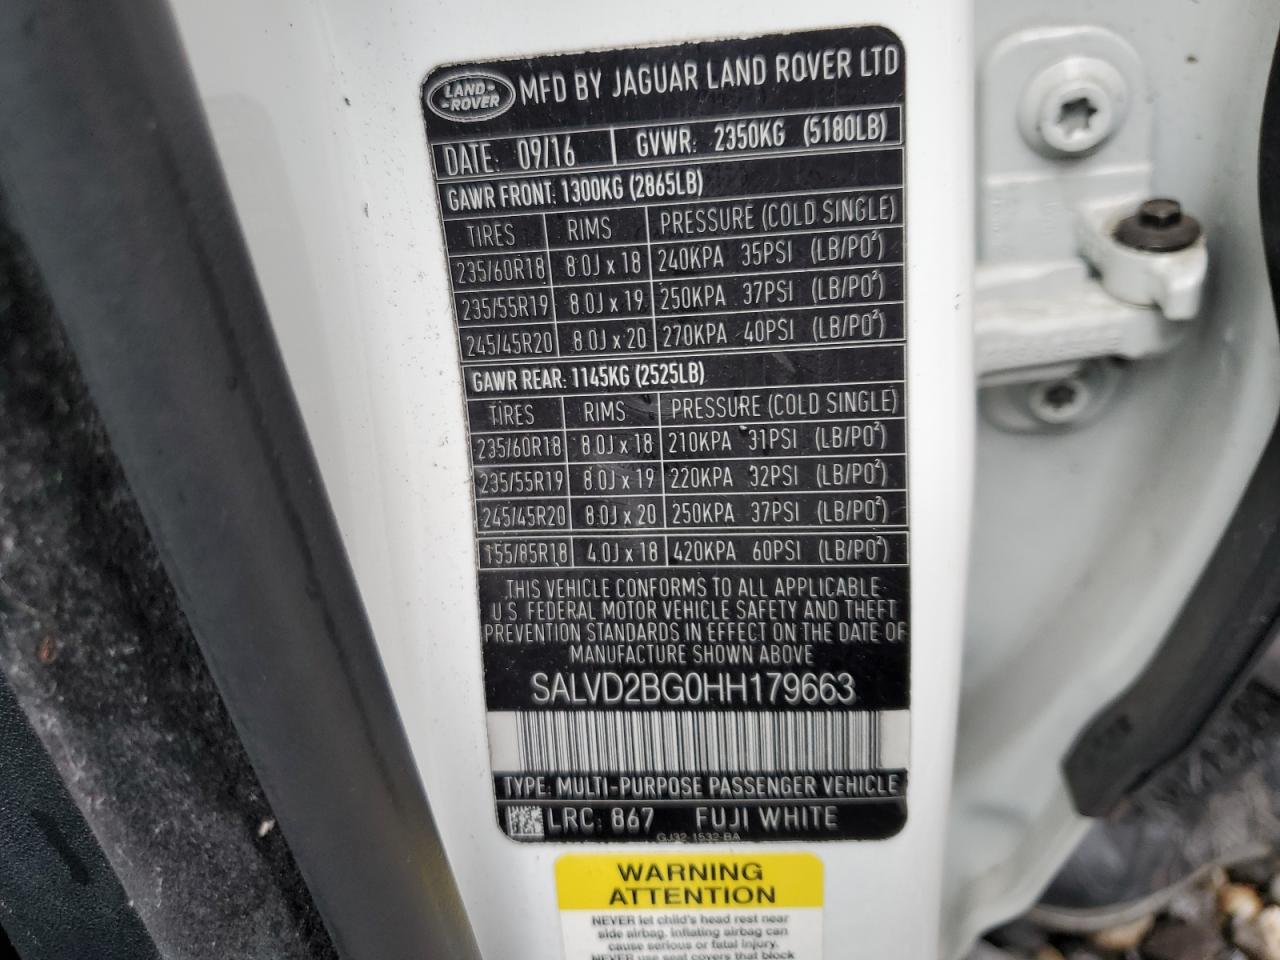 LAND-
-ROVER
MFD BY JAGUAR LAND ROVER LTD
DATE: 09/16 GVWR: 2350KG (5180LB)
GAWR FRONT: 1300KG (2865LB)
TIRES RIMS PRESSURE (COLD SINGLE)
235/60R18 8.0J x 18 240KPA 35PSI (LB/PO²)
235/55R19 8.0J x 19 250KPA 37PSI (LB/PO²)
245/45R20 8.0J x 20 270KPA 40PSI (LB/PO²)
GAWR REAR: 1145KG (2525LB)
TIRES RIMS PRESSURE (COLD SINGLE)
235/60R18 8.0J x 18 210KPA 31PSI (LB/PO²)
235/55R19 8.0J x 19 220KPA 32PSI (LB/PO²)
245/45R20 8.0J x 20 250KPA 37PSI (LB/PO²)
155/85R18 4.0J x 18 420KPA 60PSI (LB/PO²)
THIS VEHICLE CONFORMS TO ALL APPLICABLE
U.S. FEDERAL MOTOR VEHICLE SAFETY AND THEFT
PREVENTION STANDARDS IN EFFECT ON THE DATE OF
MANUFACTURE SHOWN ABOVE
SALVD2BG0HH179663
TYPE: MULTI-PURPOSE PASSENGER VEHICLE
LRC: 867 FUJI WHITE
GJ32-1532-BA
WARNING
ATTENTION
NEVER let child's head rest near
side airbag. Inflating airbag can
cause serious or fatal injury.
NEVER use seat covers that block